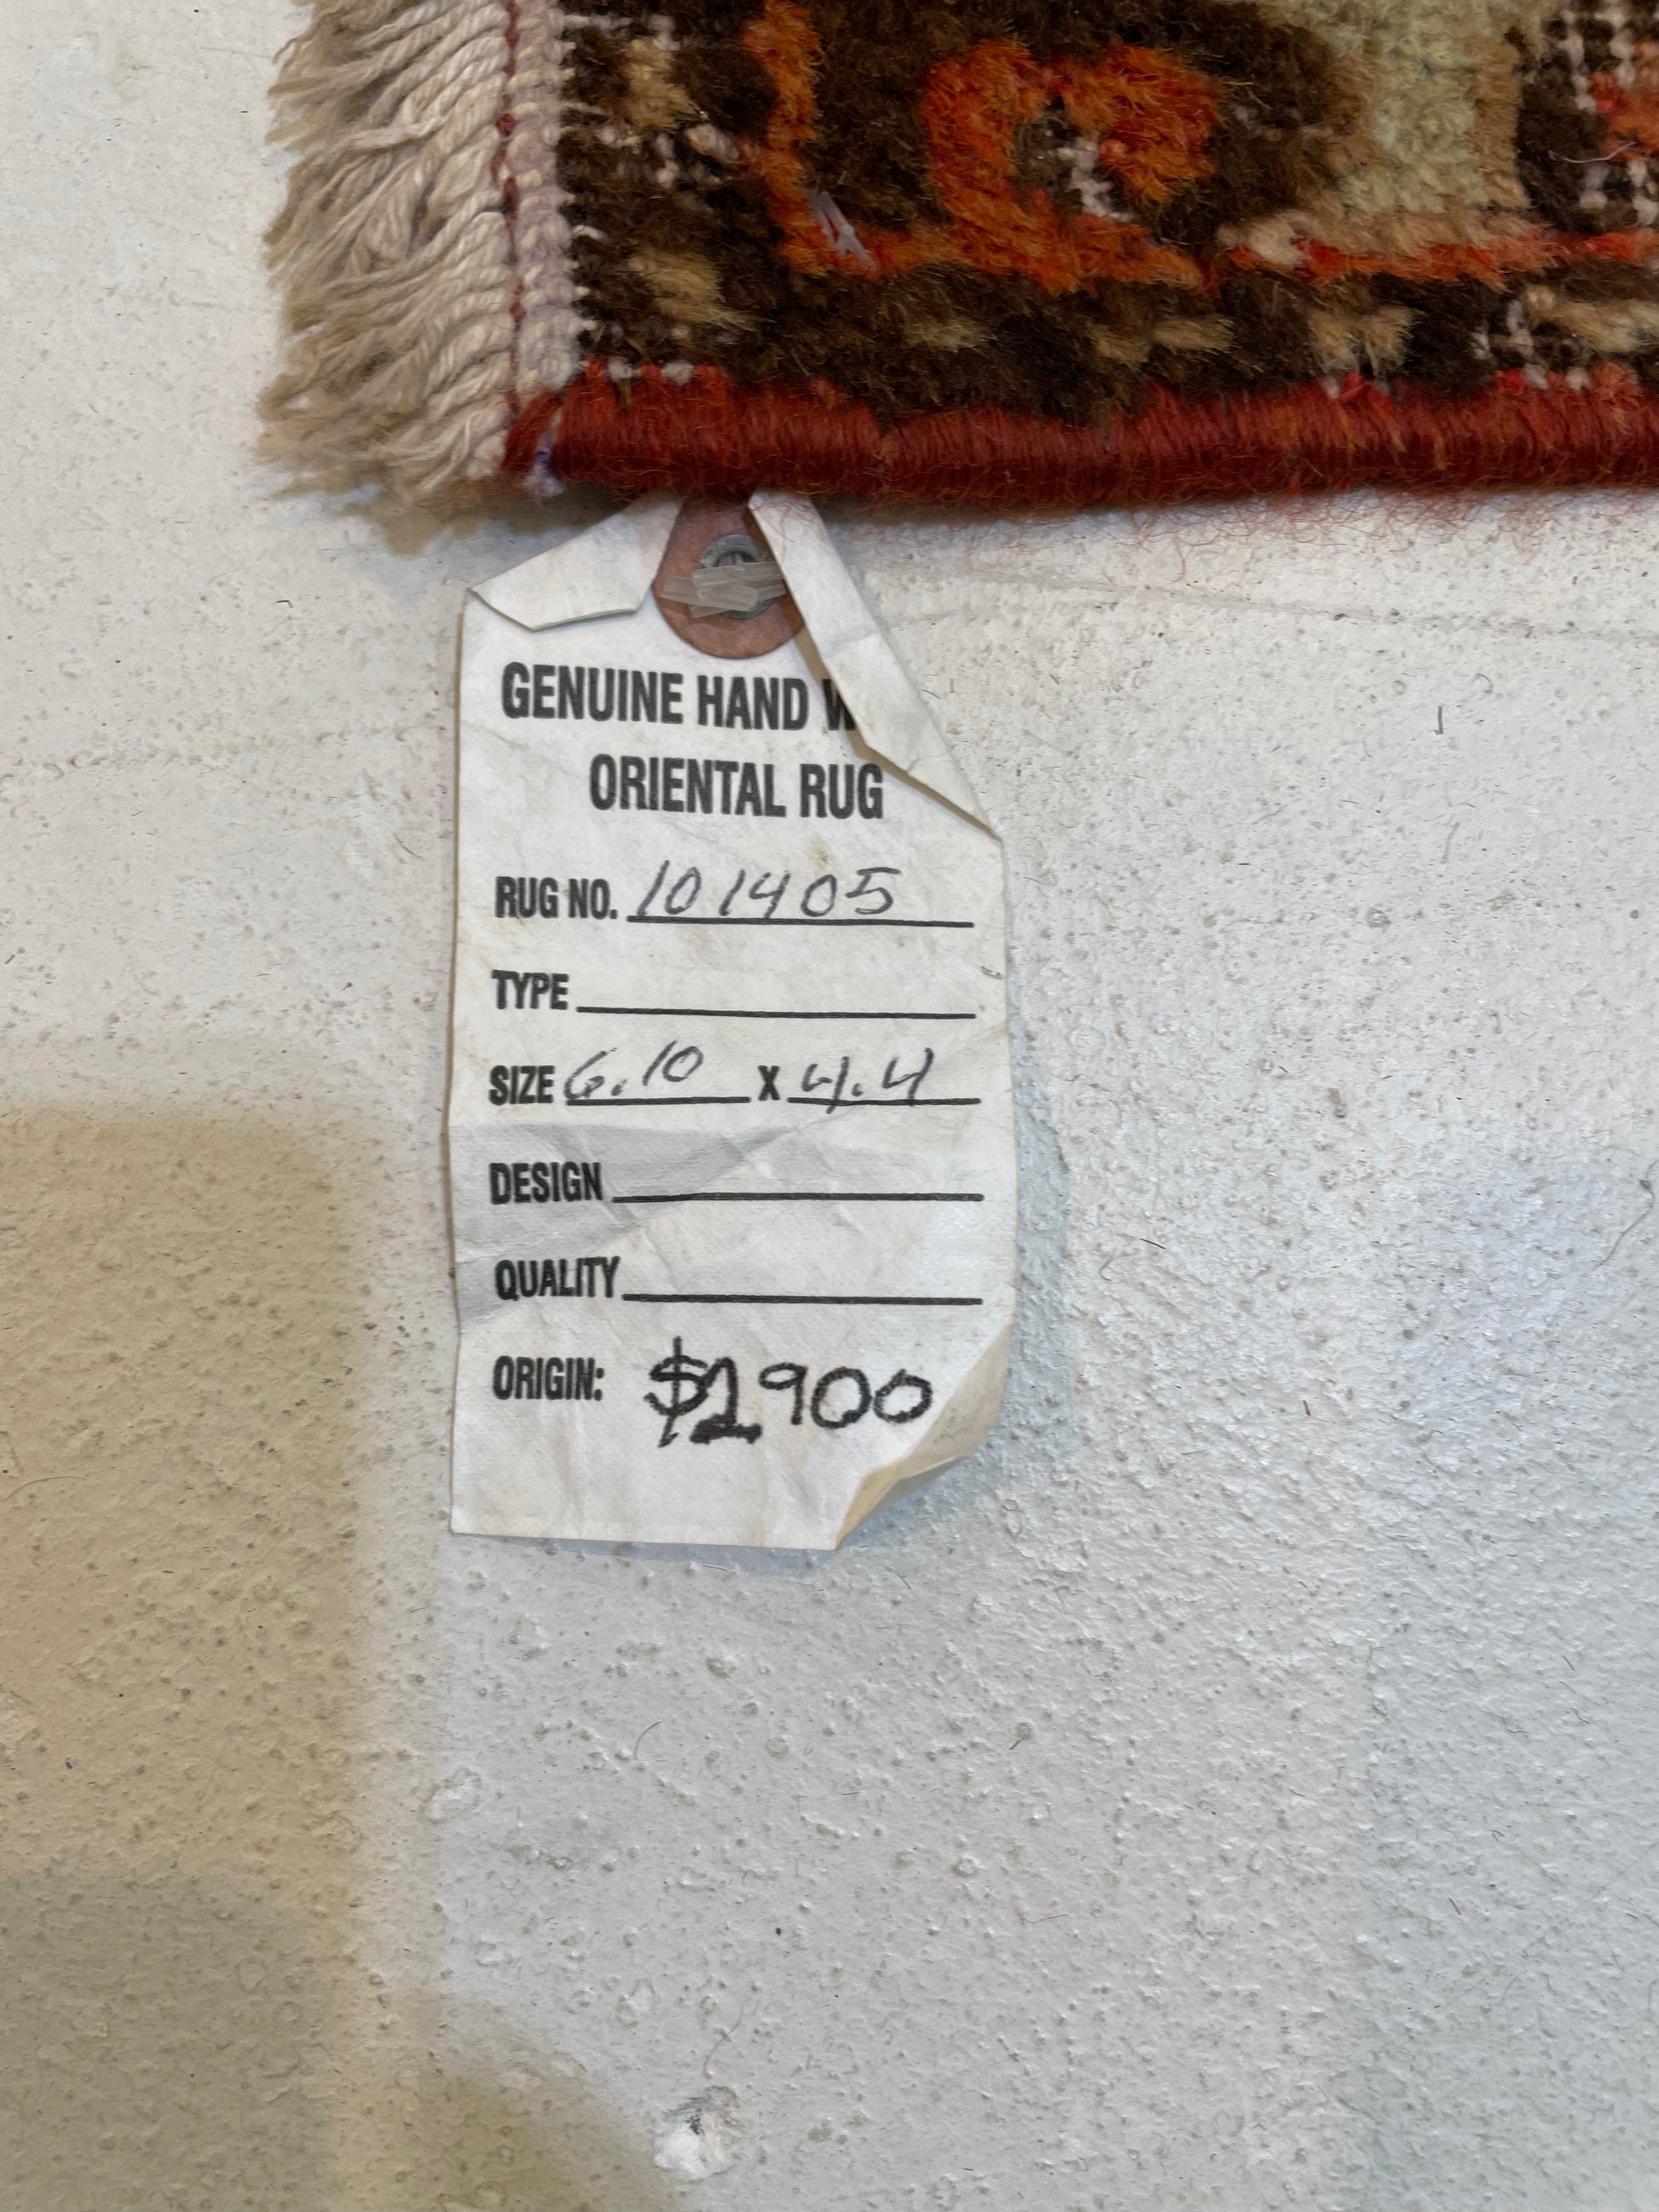 GENUINE HAND W
ORIENTAL RUG
RUG NO. 101405
TYPE
SIZE 6.10 X 4.4
DESIGN
QUALITY
ORIGIN: $2900